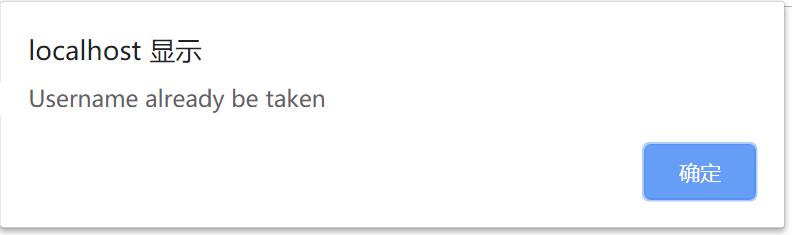 localhost 显示
Username already be taken
确定